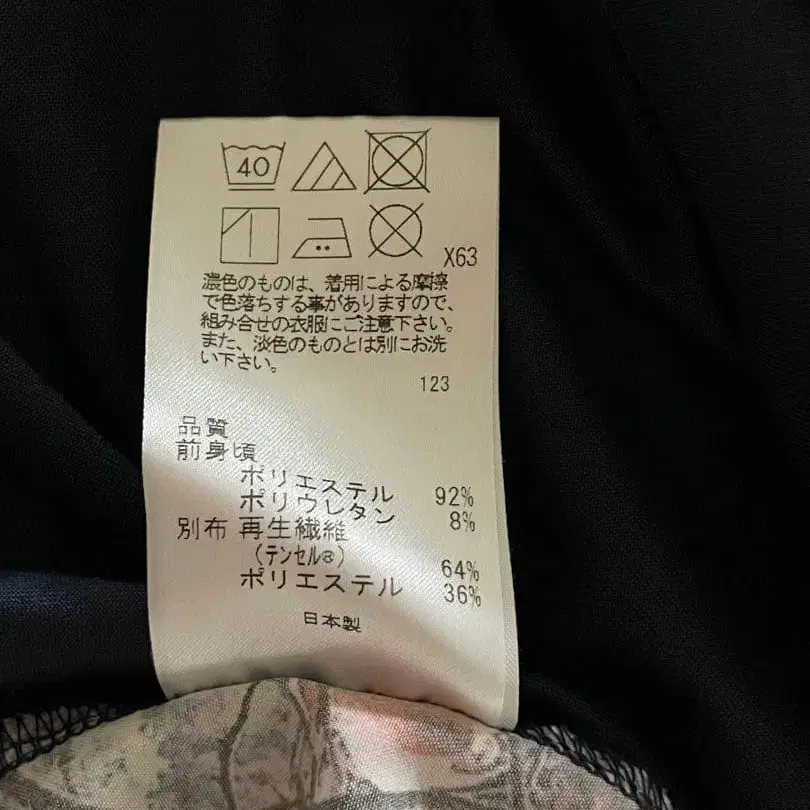 40
X63
濃色のものは、着用による摩擦
で色落ちする事がありますので、
組み合せの衣服にご注意下さい。
また、淡色のものとは別にお洗
い下さい。
123
品質
前身頃
ポリエステル 92%
ポリウレタン 8%
別布 再生繊維
(テンセル®) 64%
ポリエステル 36%
日本製